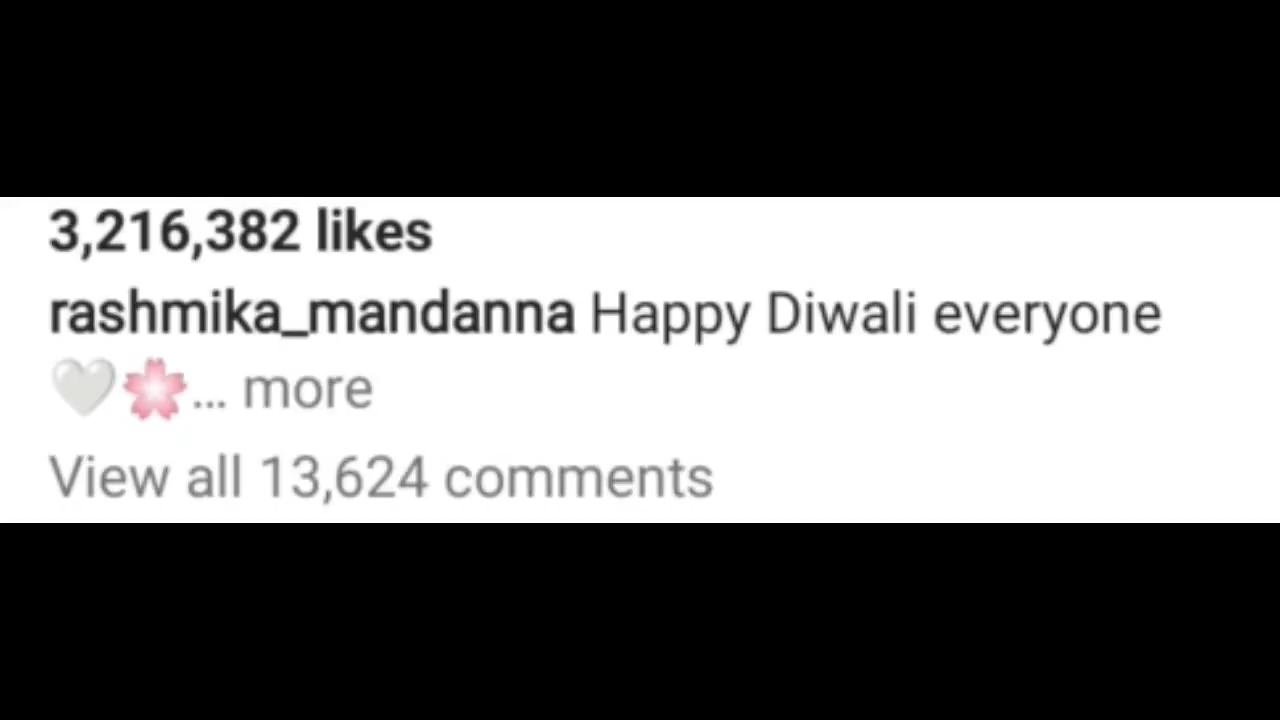 3,216,382 likes
rashmika_mandanna Happy Diwali everyone
🤍🌸... more
View all 13,624 comments